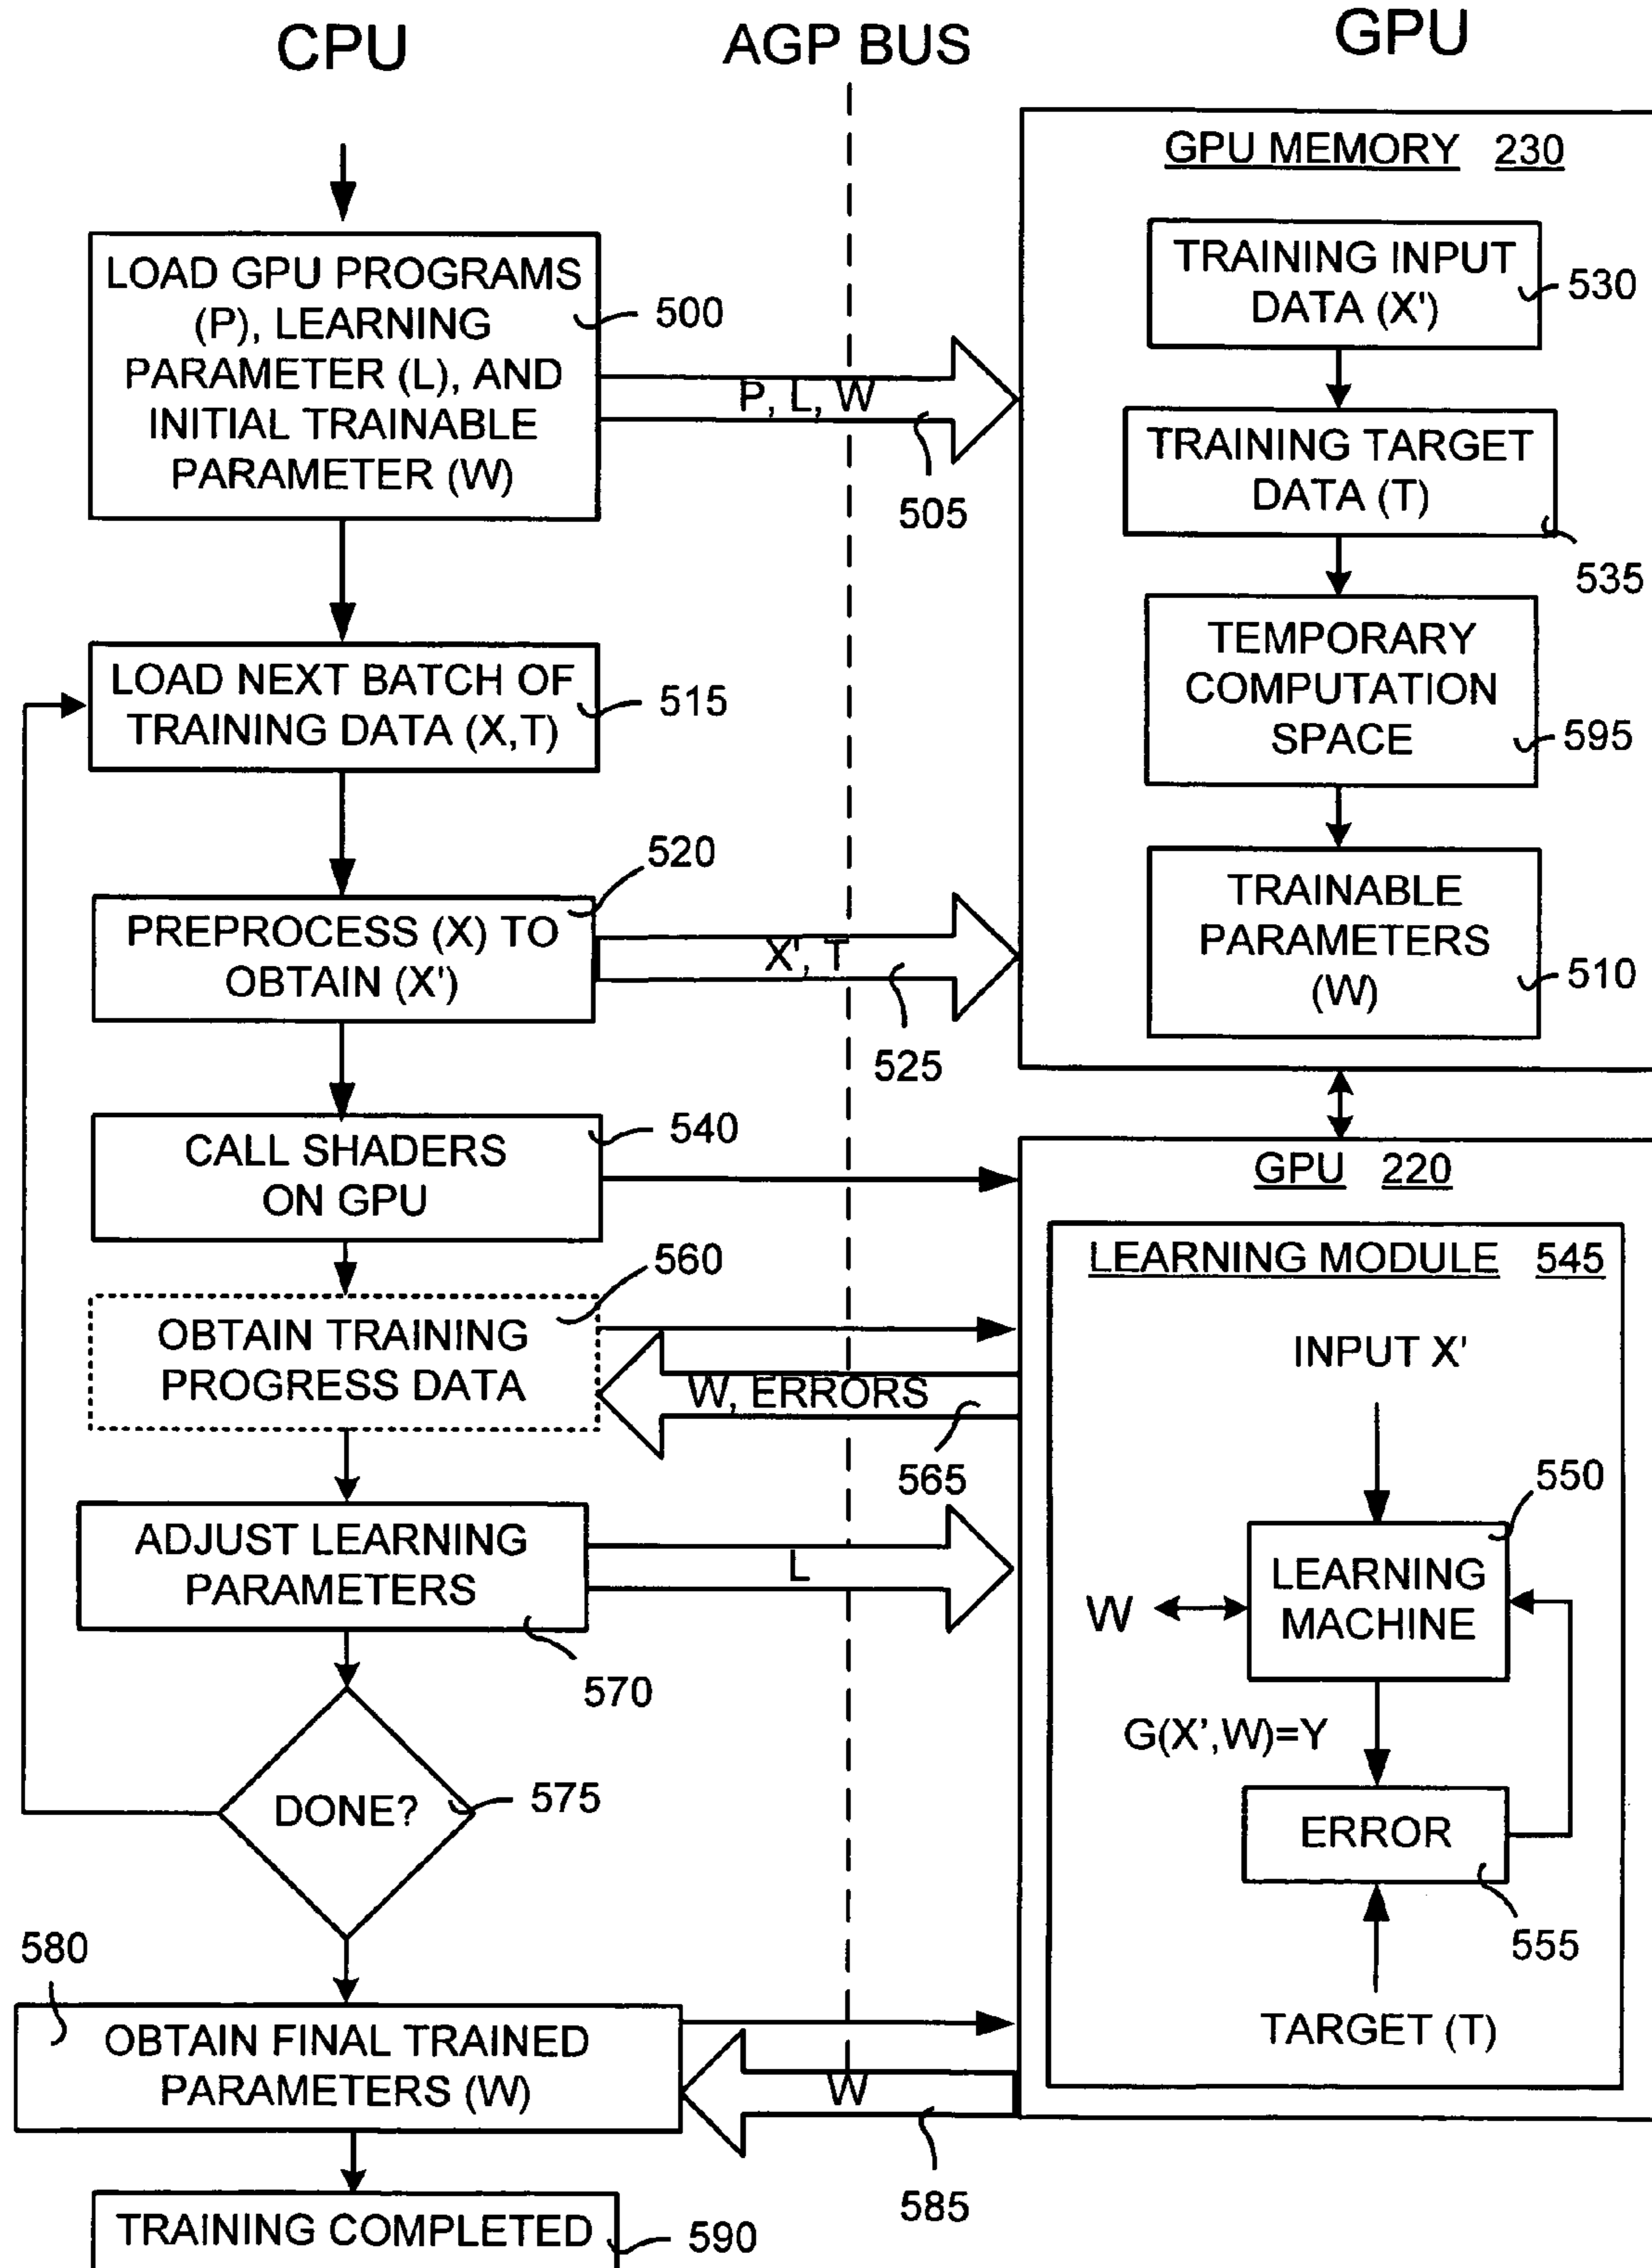 CPU
AGP BUS
GPU
LOAD GPU PROGRAMS
(P), LEARNING
PARAMETER (L), AND
INITIAL TRAINABLE
PARAMETER (W)
500
P, L, W
505
LOAD NEXT BATCH OF
TRAINING DATA (X,T)
515
PREPROCESS (X) TO
OBTAIN (X')
520
X', T
525
CALL SHADERS
ON GPU
540
OBTAIN TRAINING
PROGRESS DATA
560
W, ERRORS
565
ADJUST LEARNING
PARAMETERS
570
L
DONE?
575
580
OBTAIN FINAL TRAINED
PARAMETERS (W)
W
585
TRAINING COMPLETED
590
GPU MEMORY 230
TRAINING INPUT
DATA (X')
530
TRAINING TARGET
DATA (T)
535
TEMPORARY
COMPUTATION
SPACE
595
TRAINABLE
PARAMETERS
(W)
510
GPU 220
LEARNING MODULE 545
INPUT X'
550
LEARNING
MACHINE
W
G(X',W)=Y
ERROR
555
TARGET (T)